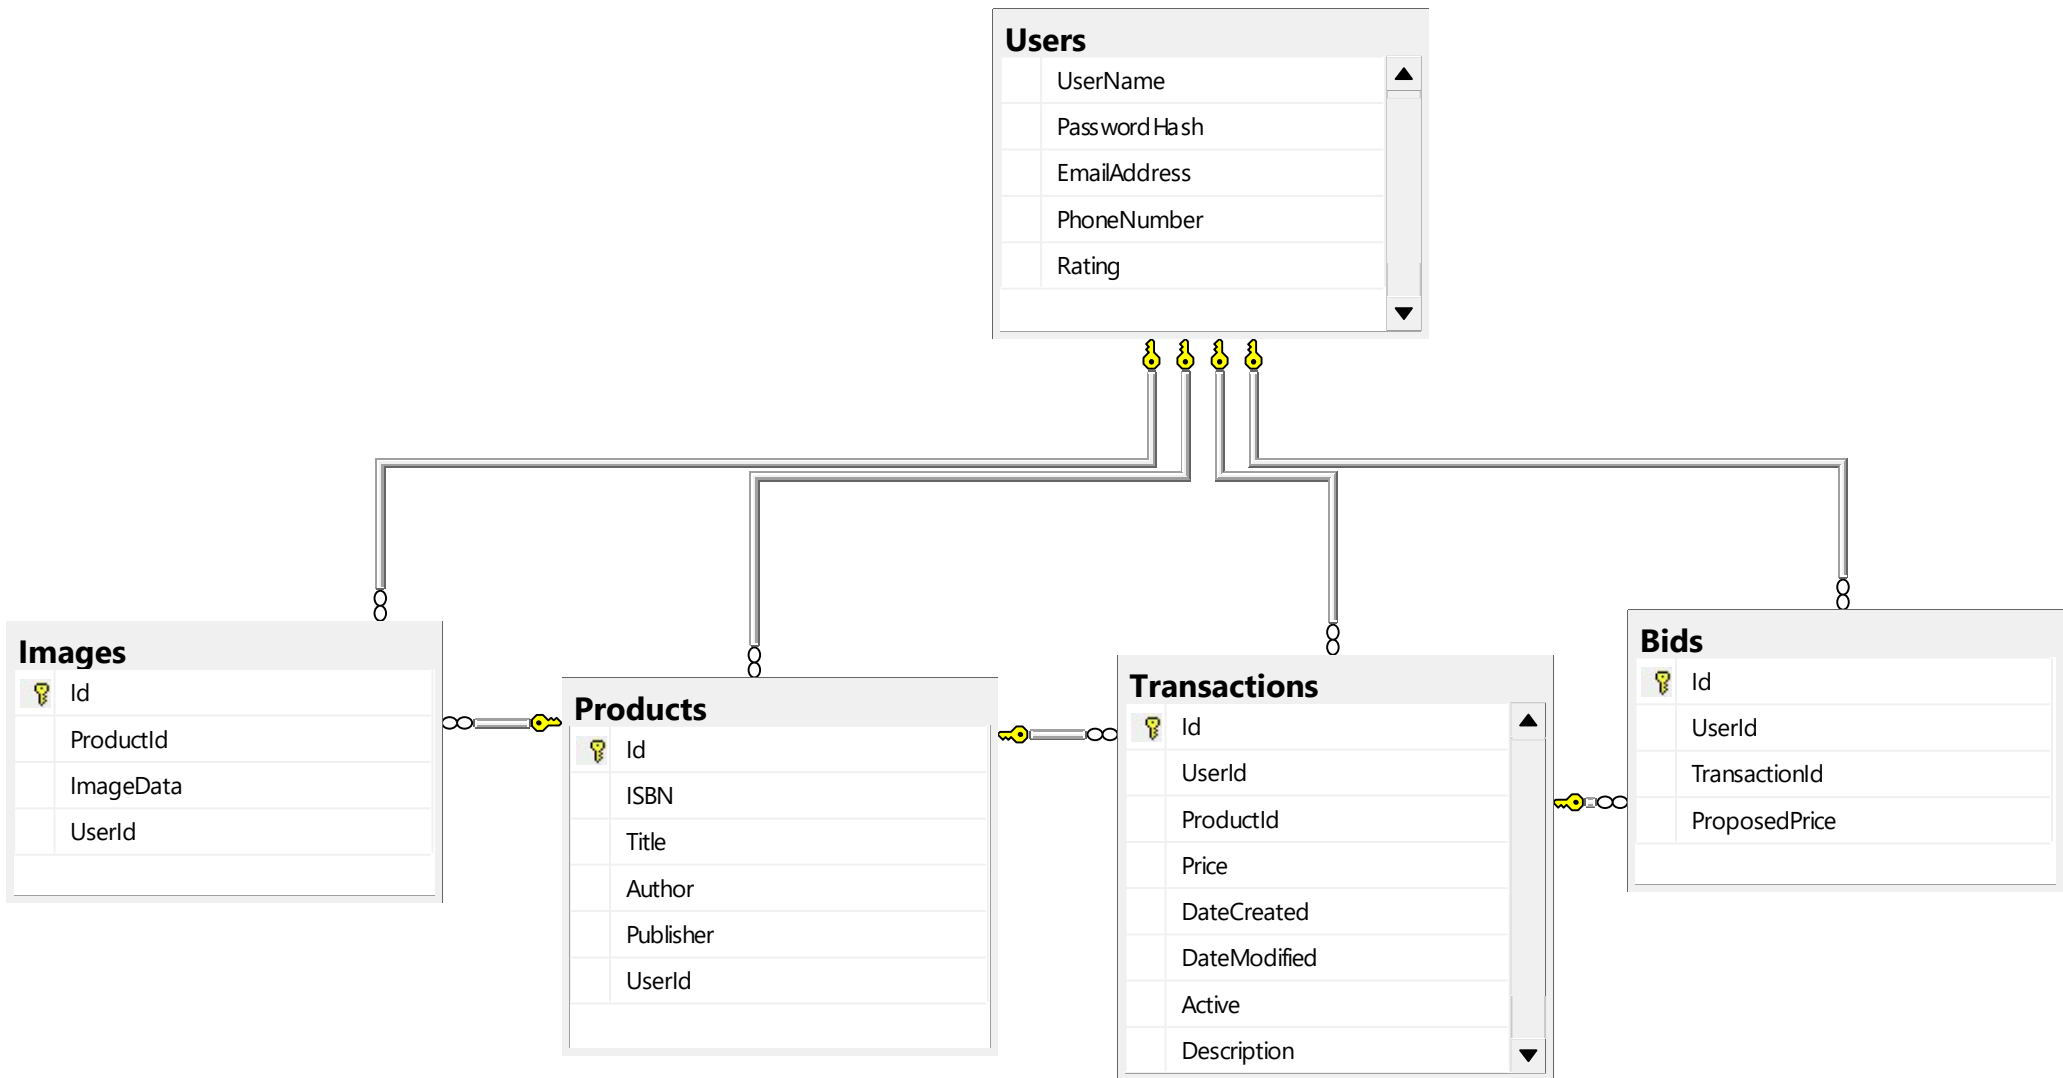 Users
UserName
PasswordHash
EmailAddress
PhoneNumber
Rating
Images
Id
ProductId
ImageData
UserId
Products
Id
ISBN
Title
Author
Publisher
UserId
Transactions
Id
UserId
ProductId
Price
DateCreated
DateModified
Active
Description
Bids
Id
UserId
TransactionId
ProposedPrice